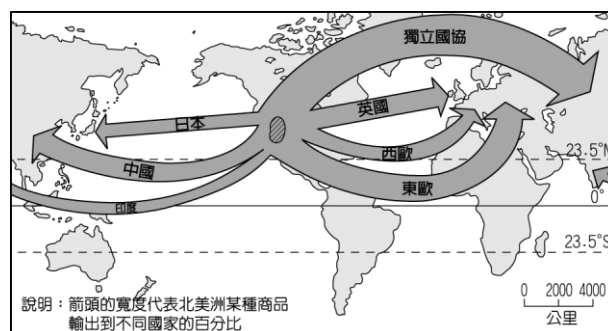 獨立國協
日本
英國
中國
西歐
23.5°N
東歐
印度
0°
23.5°S
說明：箭頭的寬度代表北美洲某種商品
輸出到不同國家的百分比
0 2000 4000
公里